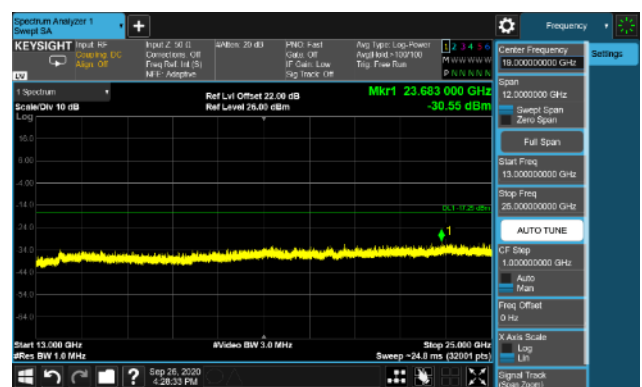 Spectrum Analyzer 1
Swept SA
Frequency
KEYSIGHT
Input: RF
Coupling: DC
Align: Off
Input Z: 50 Ω
Corrections: Off
Freq Ref: Int (S)
NFE: Adaptive
#Atten: 20 dB
PNO: Fast
Gate: Off
IF Gain: Low
Sig Track: Off
Avg Type: Log-Power
Avg|Hold: >100/100
Trig: Free Run
1 2 3 4 5 6
M W W W W W
P N N N N N
LV
1 Spectrum
Scale/Div 10 dB
Log
Ref Lvl Offset 22.00 dB
Ref Level 26.00 dBm
Mkr1 23.683 000 GHz
-30.55 dBm
16.0
6.00
-4.00
-14.0
-24.0
-34.0
-44.0
-54.0
-64.0
DL1 -17.25 dBm
1
Start 13.000 GHz
#Res BW 1.0 MHz
#Video BW 3.0 MHz
Stop 25.000 GHz
Sweep ~24.8 ms (32001 pts)
Sep 26, 2020
4:28:33 PM
Center Frequency
19.000000000 GHz
Settings
Span
12.0000000 GHz
Swept Span
Zero Span
Full Span
Start Freq
13.000000000 GHz
Stop Freq
25.000000000 GHz
AUTO TUNE
CF Step
1.000000000 GHz
Auto
Man
Freq Offset
0 Hz
X Axis Scale
Log
Lin
Signal Track
(Span Zoom)